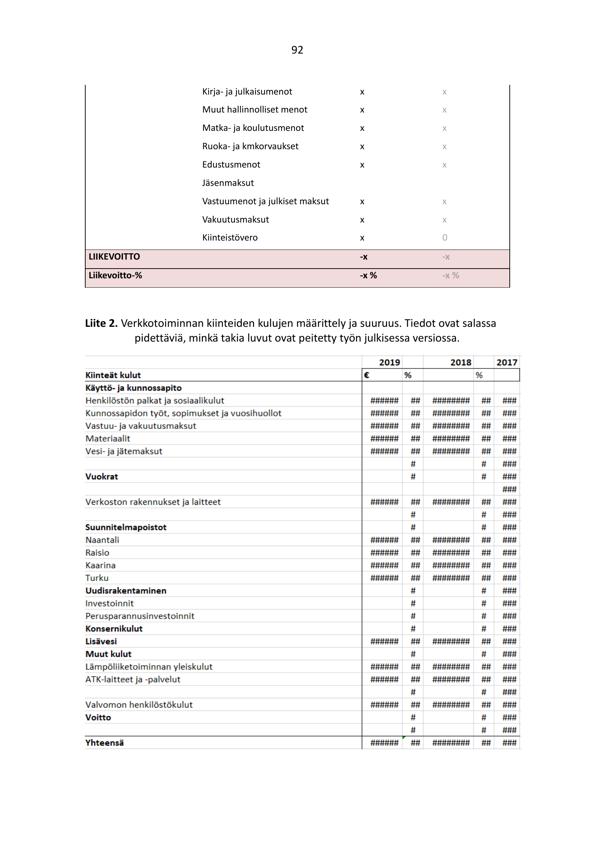 92
Kirja- ja julkaisumenot x x
Muut hallinnolliset menot x x
Matka- ja koulutusmenot x x
Ruoka- ja kmkorvaukset x x
Edustusmenot x x
Jäsenmaksut
Vastuumenot ja julkiset maksut x x
Vakuutusmaksut x x
Kiinteistövero x 0
LIIKEVOITTO -x -x
Liikevoitto-% -x % -x %
Liite 2. Verkkotoiminnan kiinteiden kulujen määrittely ja suuruus. Tiedot ovat salassa
pidettäviä, minkä takia luvut ovat peitetty työn julkisessa versiossa.
2019 2018 2017
Kiinteät kulut € % %
Käyttö- ja kunnossapito
Henkilöstön palkat ja sosiaalikulut ###### ## ######## ## ###
Kunnossapidon työt, sopimukset ja vuosihuollot ###### ## ######## ## ###
Vastuu- ja vakuutusmaksut ###### ## ######## ## ###
Materiaalit ###### ## ######## ## ###
Vesi- ja jätemaksut ###### ## ######## ## ###
# # ###
Vuokrat # # ###
###
Verkoston rakennukset ja laitteet ###### ## ######## ## ###
# # ###
Suunnitelmapoistot # # ###
Naantali ###### ## ######## ## ###
Raisio ###### ## ######## ## ###
Kaarina ###### ## ######## ## ###
Turku ###### ## ######## ## ###
Uudisrakentaminen # # ###
Investoinnit # # ###
Perusparannusinvestoinnit # # ###
Konsernikulut # # ###
Lisävesi ###### ## ######## ## ###
Muut kulut # # ###
Lämpöliiketoiminnan yleiskulut ###### ## ######## ## ###
ATK-laitteet ja -palvelut ###### ## ######## ## ###
# # ###
Valvomon henkilöstökulut ###### ## ######## ## ###
Voitto # # ###
# # ###
Yhteensä ###### ## ######## ## ###